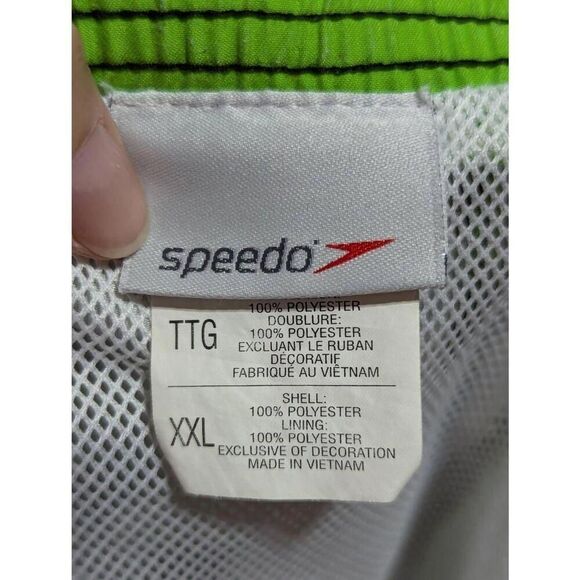 speedo
100% POLYESTER
DOUBLURE:
TTG
100% POLYESTER
EXCLUANT LE RUBAN
DÉCORATIF
FABRIQUÉ AU VIÊTNAM
SHELL:
100% POLYESTER
XXL
LINING:
100% POLYESTER
EXCLUSIVE OF DECORATION
MADE IN VIETNAM